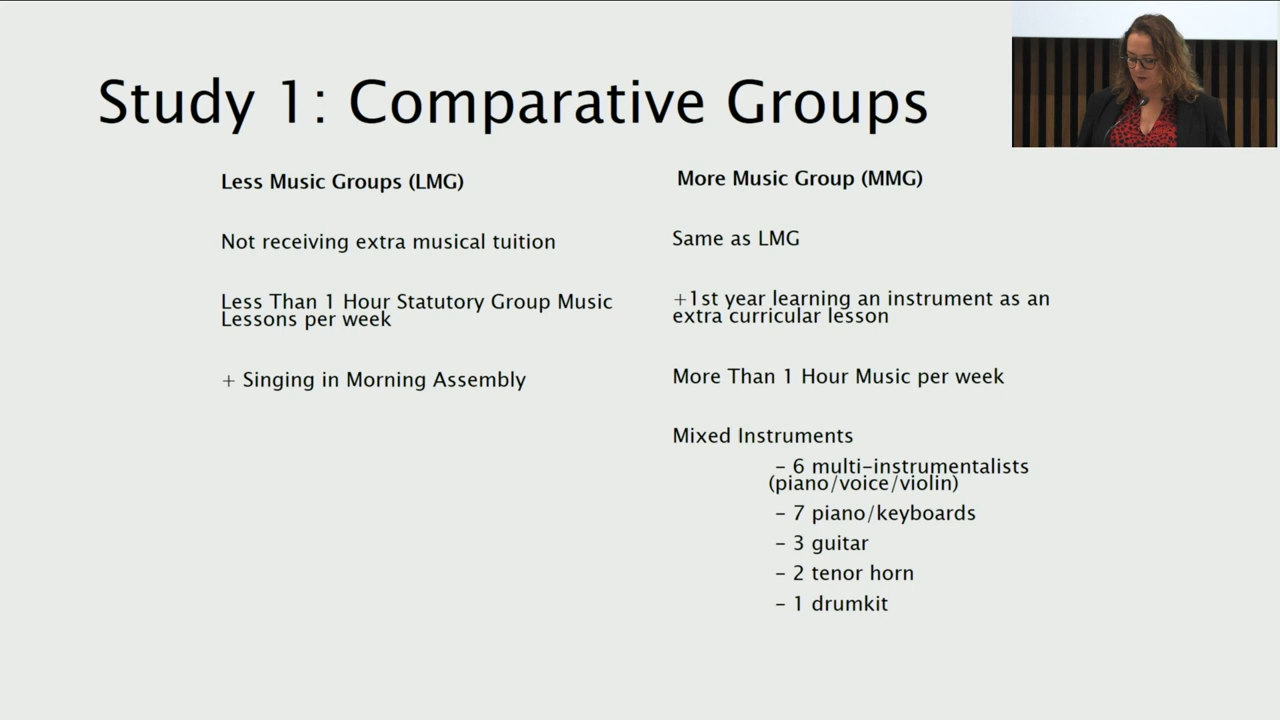 Study 1: Comparative Groups
Less Music Groups (LMG)
Not receiving extra musical tuition
Less Than 1 Hour Statutory Group Music
Lessons per week
+ Singing in Morning Assembly
More Music Group (MMG)
Same as LMG
+1st year learning an instrument as an
extra curricular lesson
More Than 1 Hour Music per week
Mixed Instruments
– 6 multi-instrumentalists
(piano/voice/violin)
– 7 piano/keyboards
– 3 guitar
– 2 tenor horn
– 1 drumkit